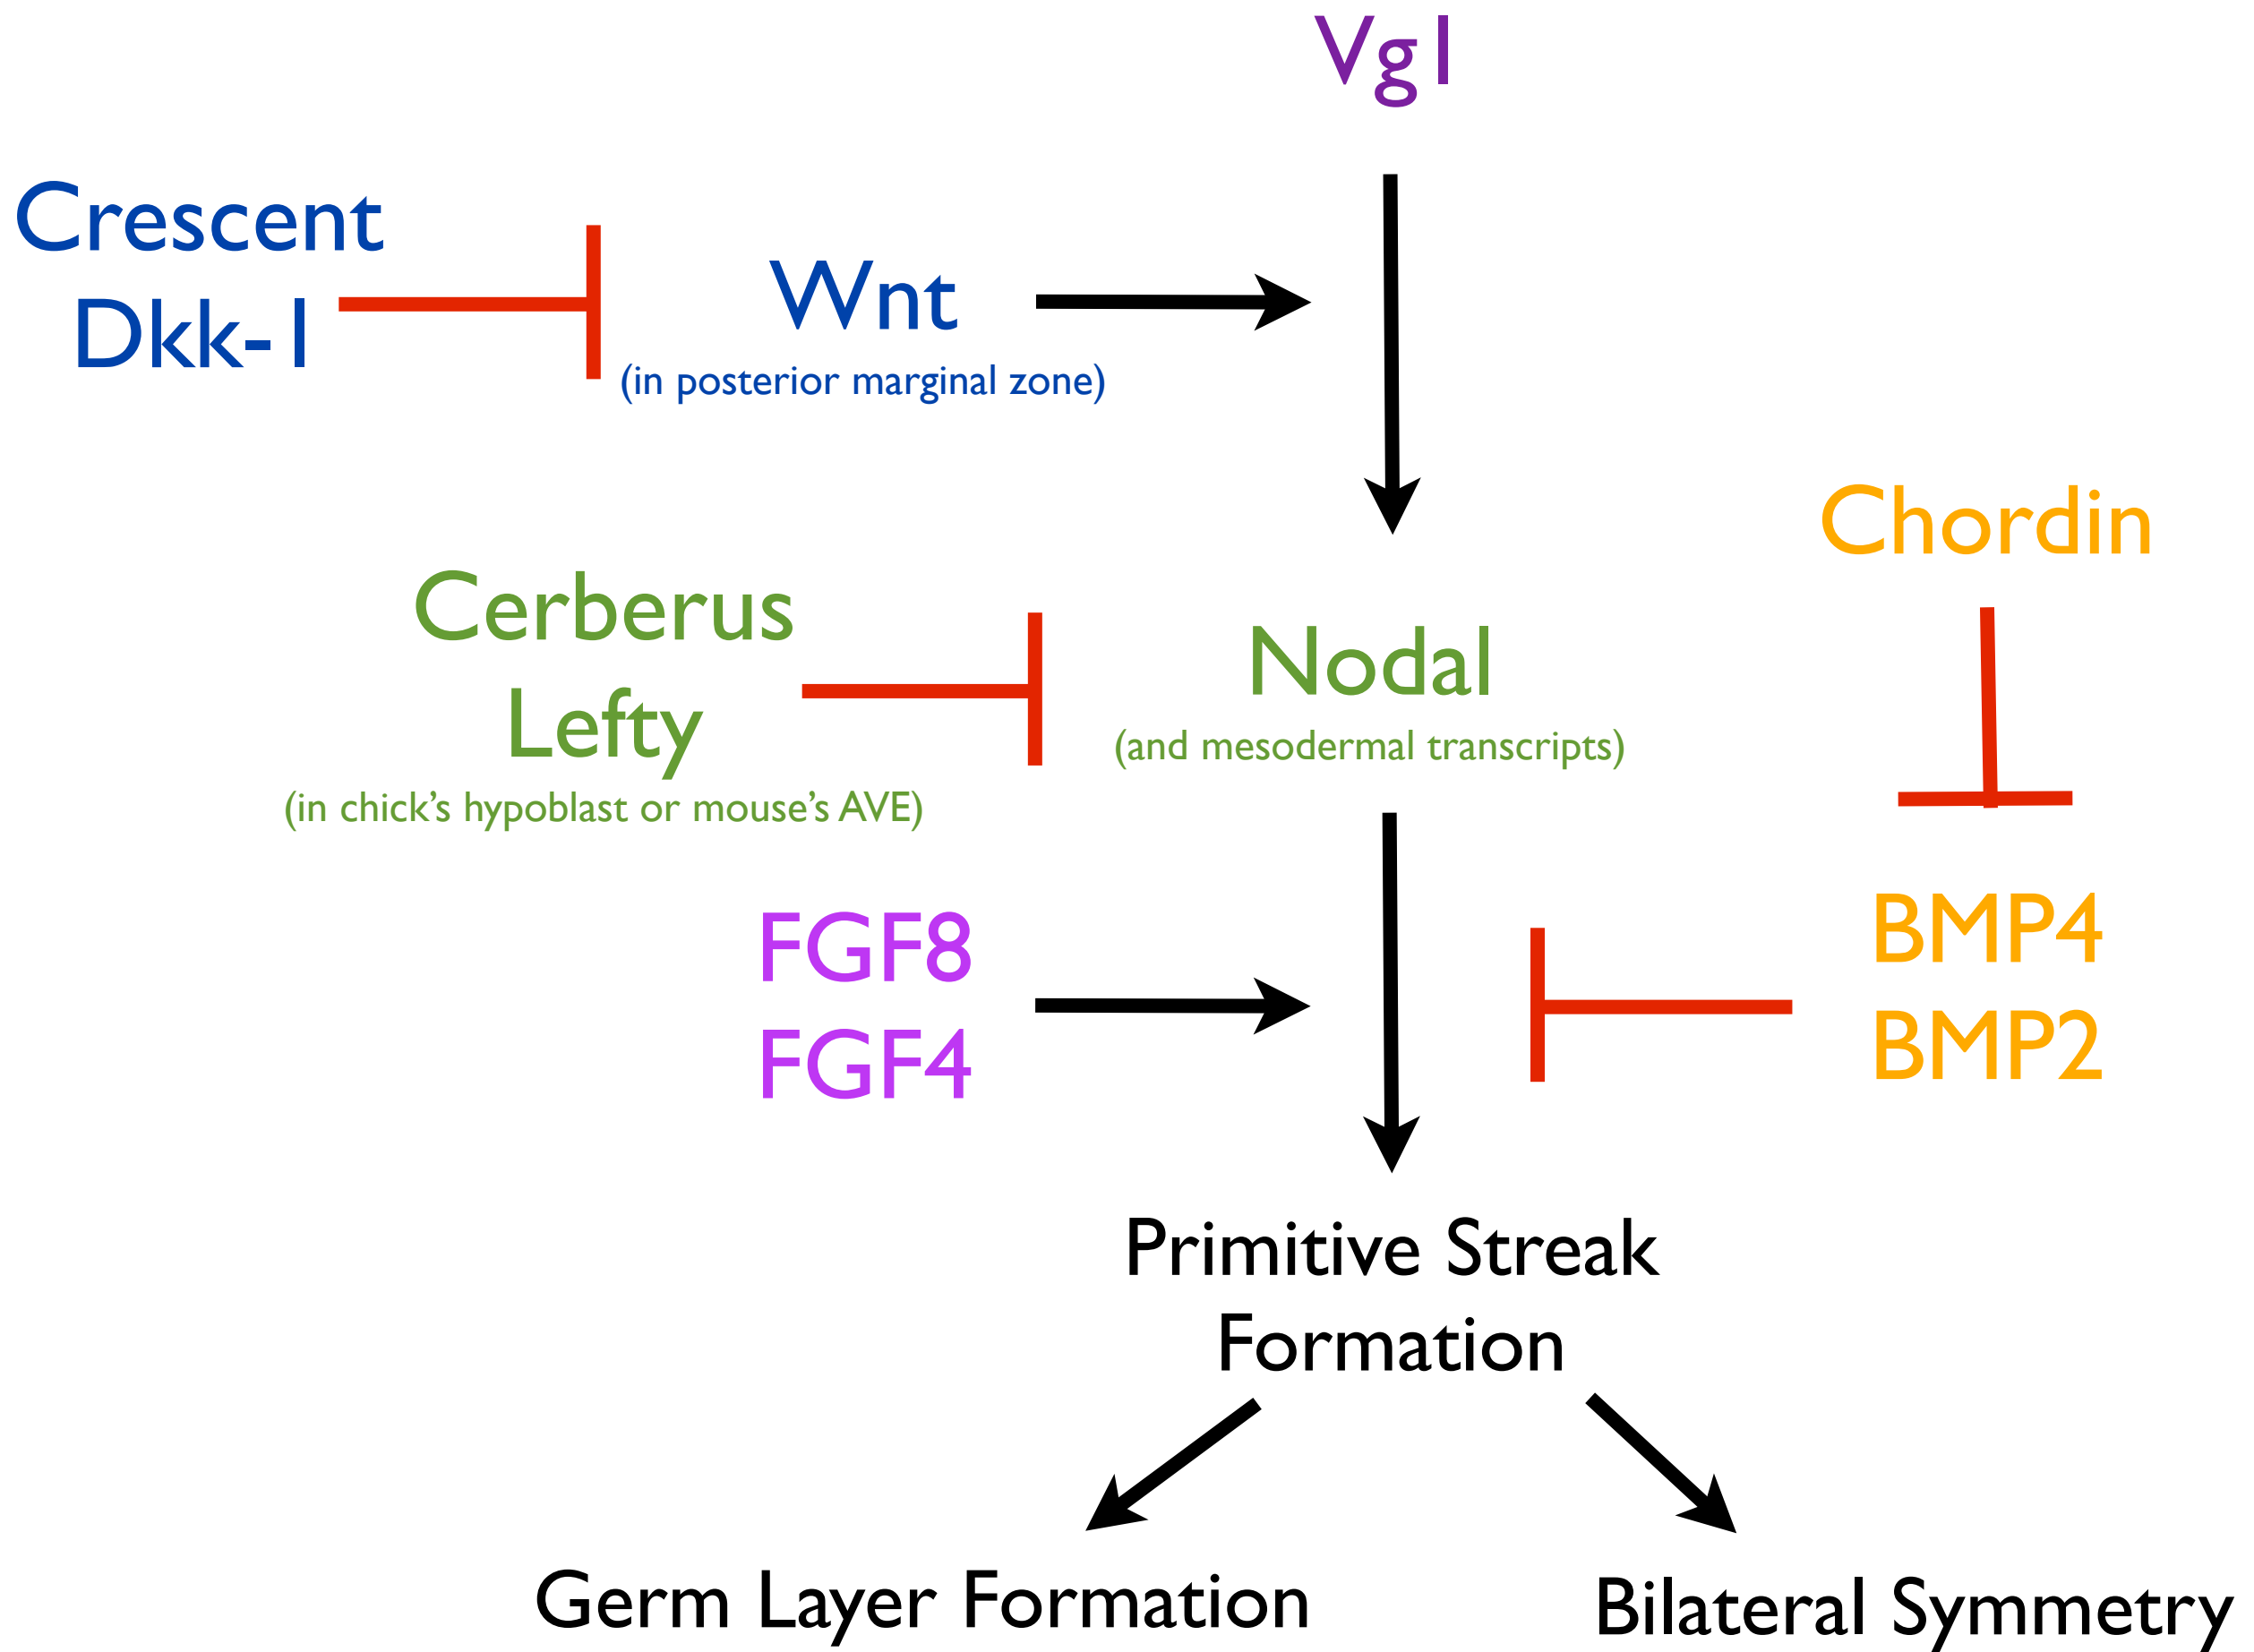 Vg1
Crescent
Dkk-1
Wnt
(in posterior marginal zone)
Chordin
Cerberus
Lefty
(in chick's hypoblast or mouse's AVE)
Nodal
(and mesodermal transcripts)
FGF8
FGF4
BMP4
BMP2
Primitive Streak
Formation
Germ Layer Formation
Bilateral Symmetry